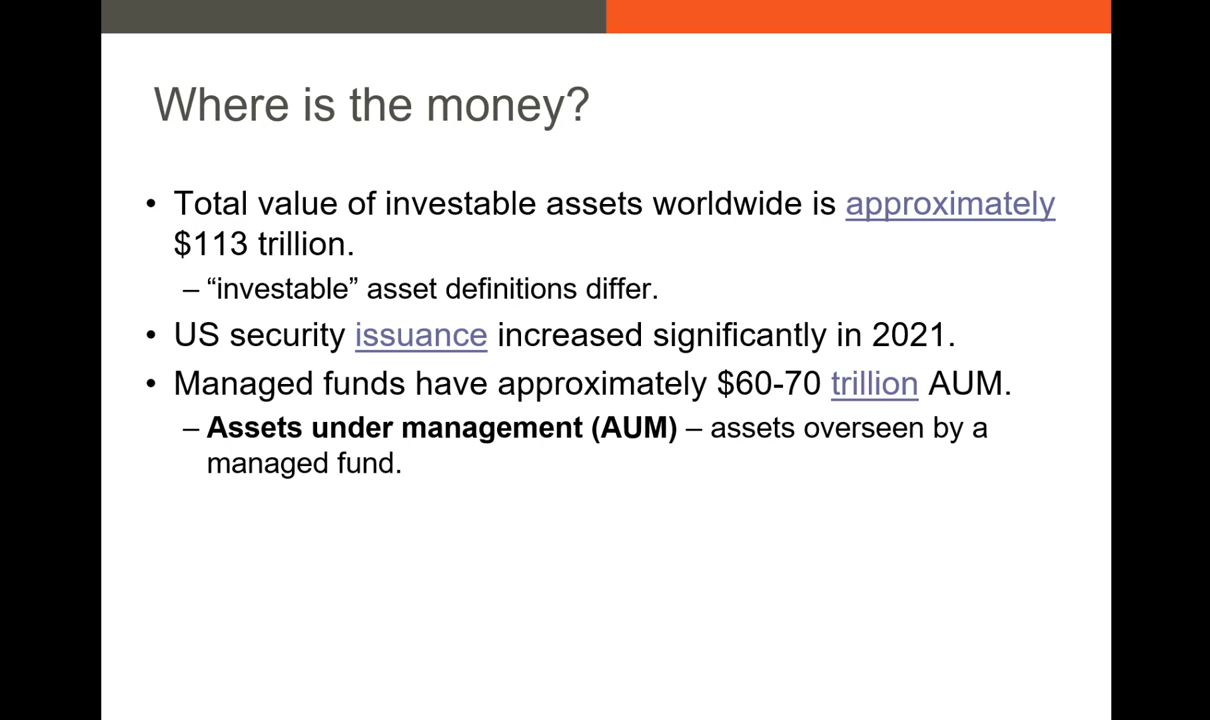 Where is the money?
• Total value of investable assets worldwide is approximately
$113 trillion.
– “investable” asset definitions differ.
• US security issuance increased significantly in 2021.
• Managed funds have approximately $60-70 trillion AUM.
– Assets under management (AUM) – assets overseen by a
managed fund.